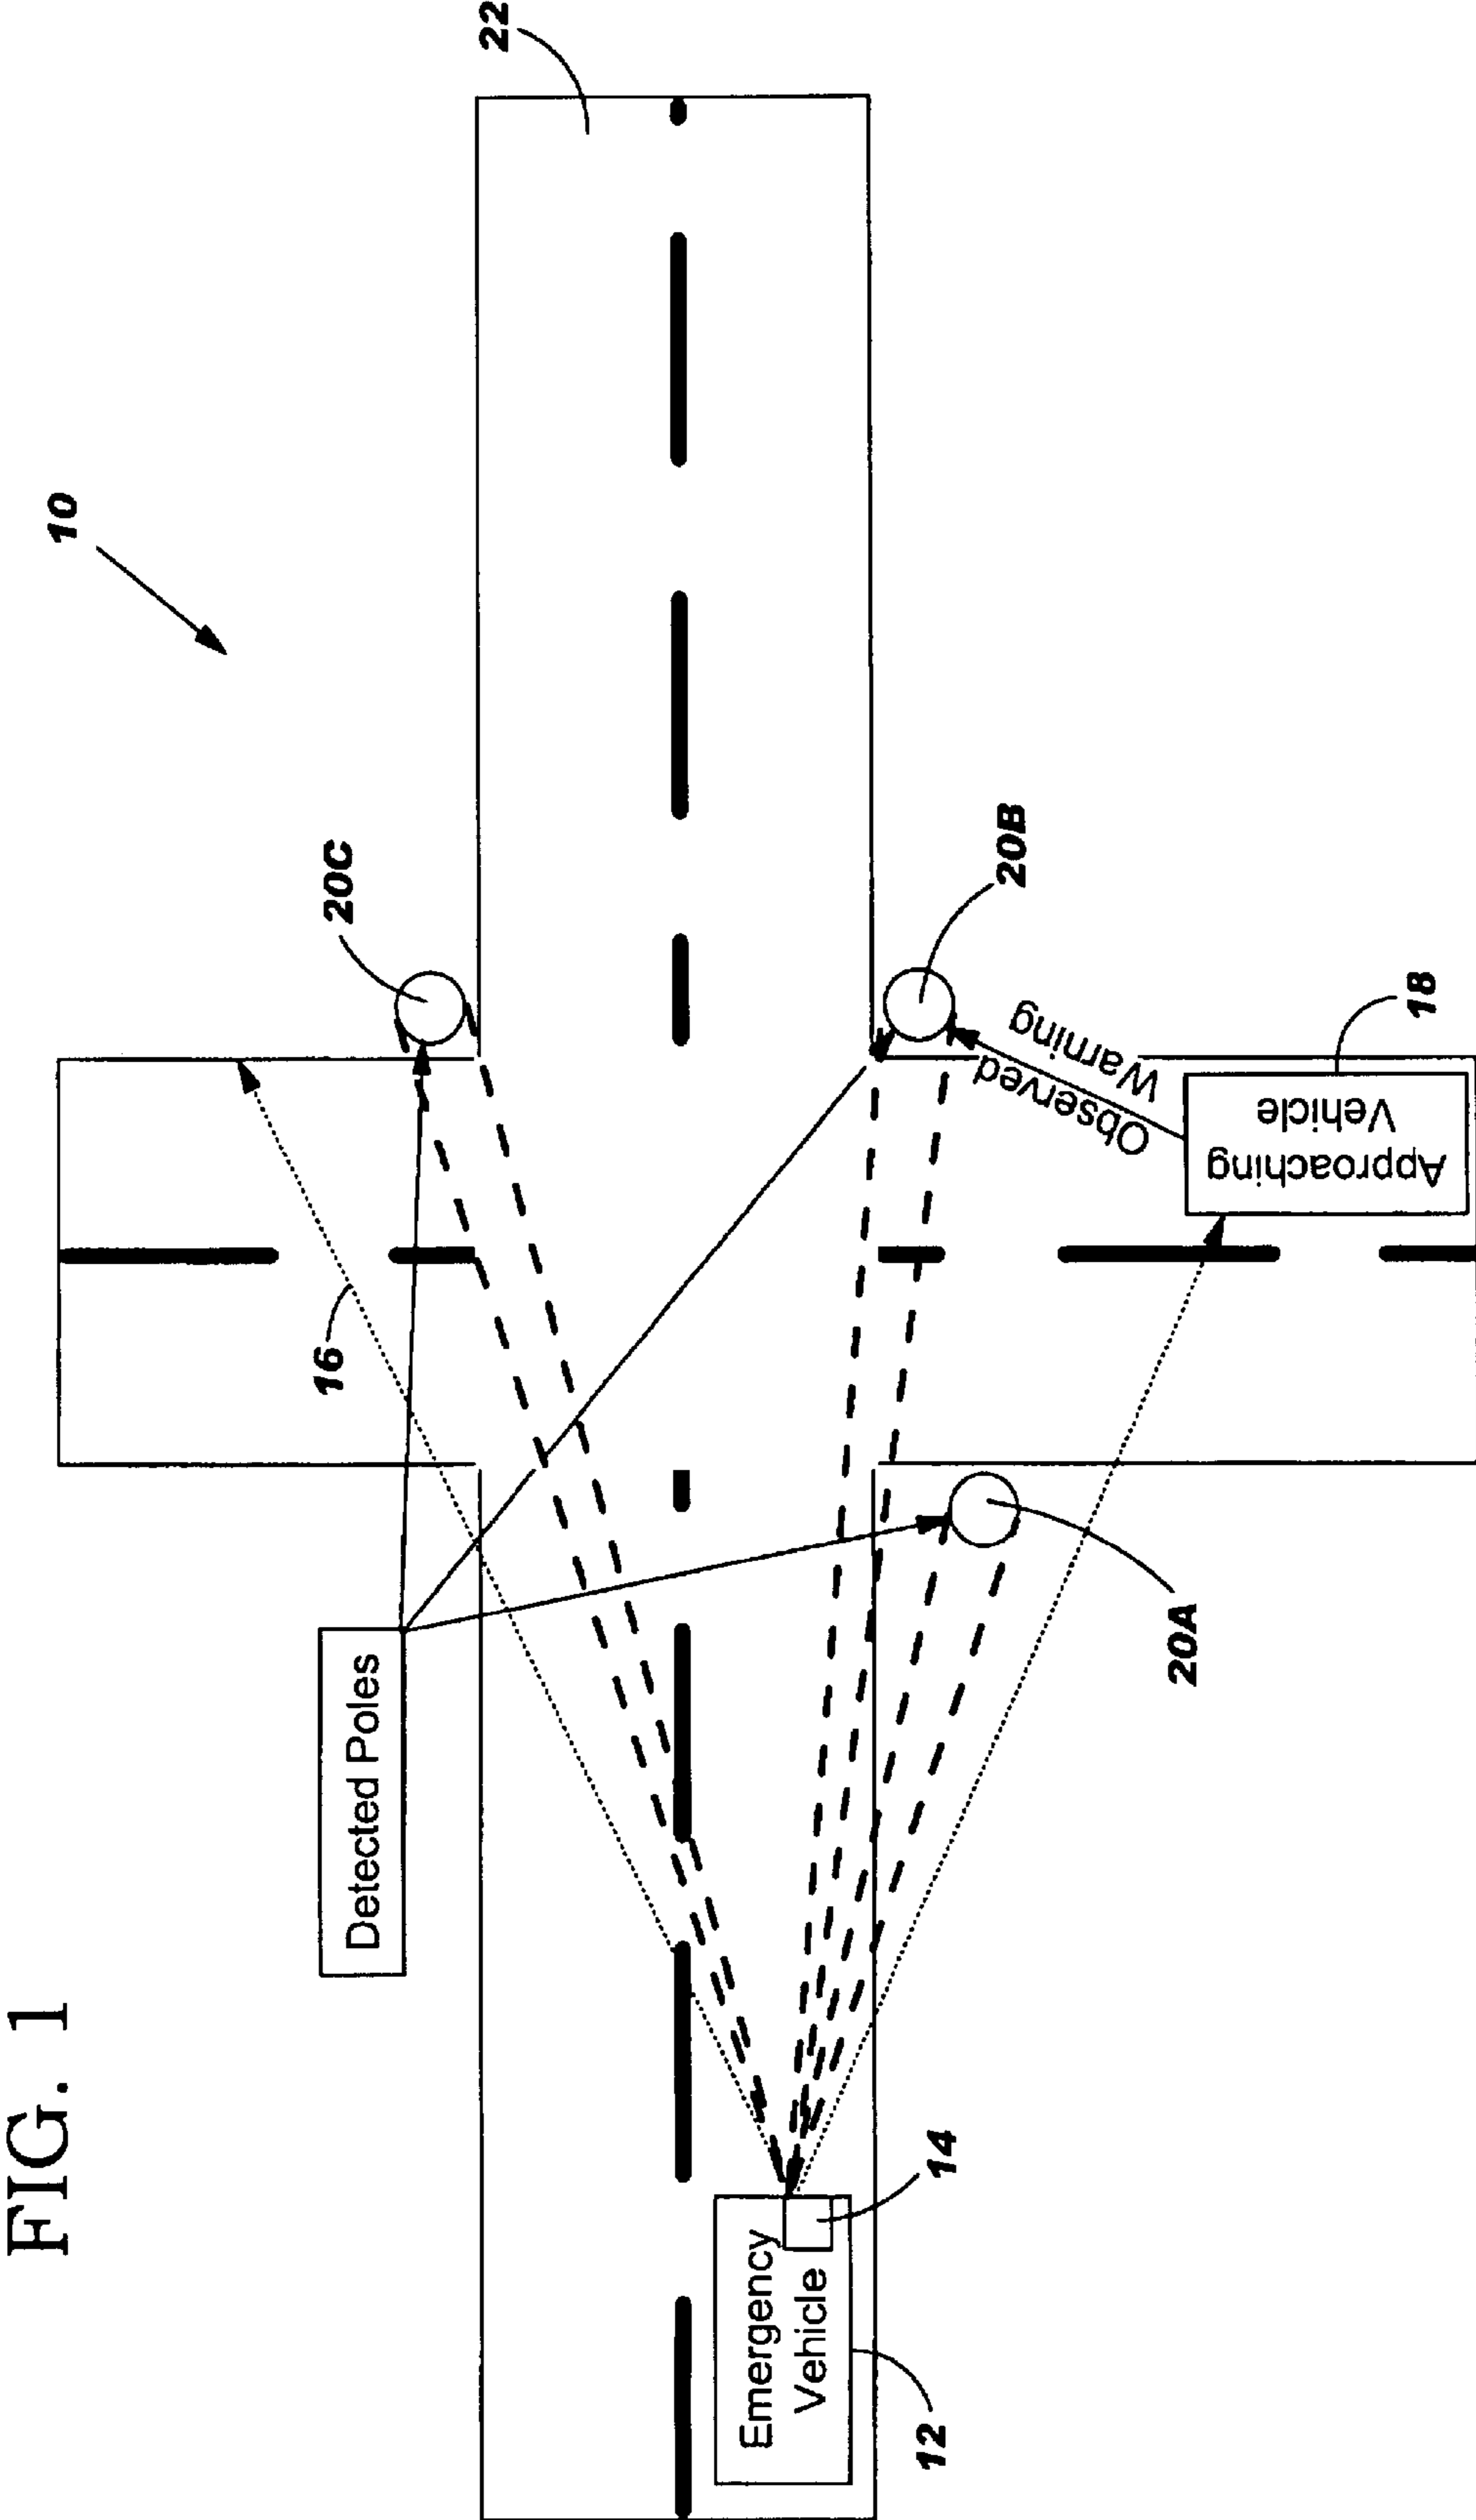 FIG. 1
10
22
20C
16
Detected Poles
20B
Observed
Warning
18
Approaching
Vehicle
20A
Emergency
Vehicle
14
12